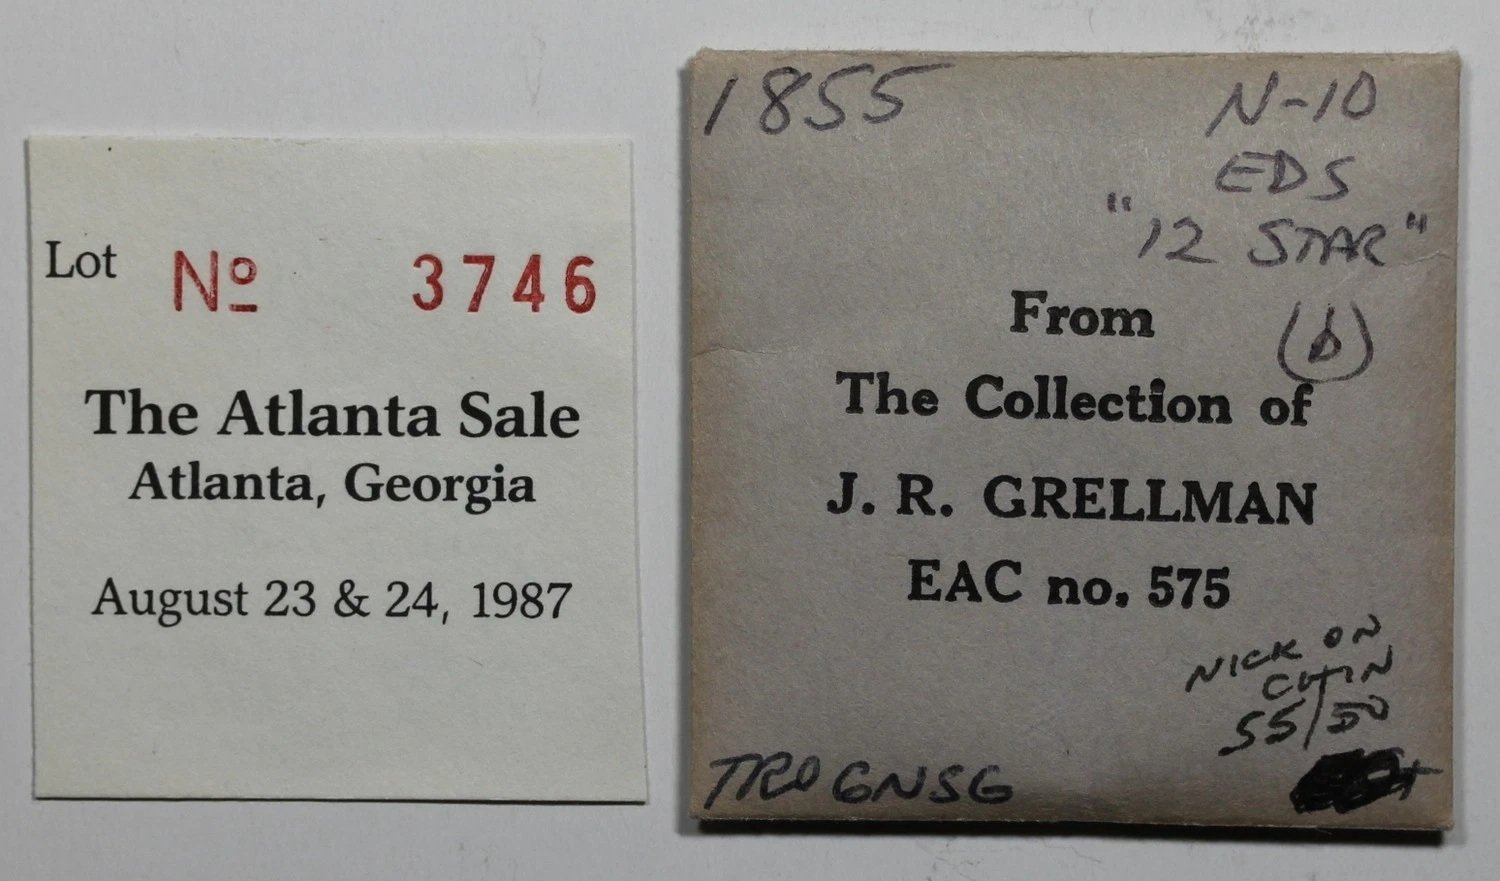 Lot Nº 3746
The Atlanta Sale
Atlanta, Georgia
August 23 & 24, 1987
1855 N-10
EDS
"12 STAR"
(b)
From
The Collection of
J. R. GRELLMAN
EAC no. 575
NICK ON
CHIN
55/50
TRO GNSG